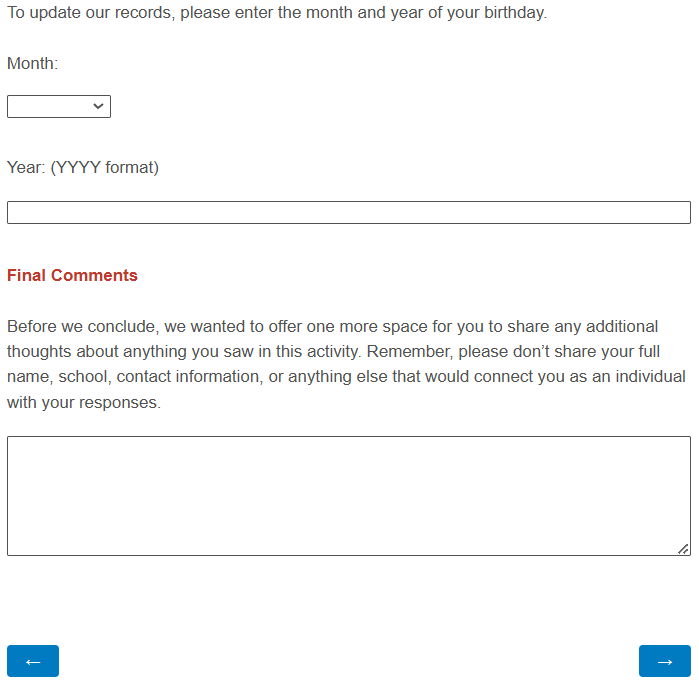 To update our records, please enter the month and year of your birthday.
Month:
Year: (YYYY format)
Final Comments
Before we conclude, we wanted to offer one more space for you to share any additional
thoughts about anything you saw in this activity. Remember, please don’t share your full
name, school, contact information, or anything else that would connect you as an individual
with your responses.
← →